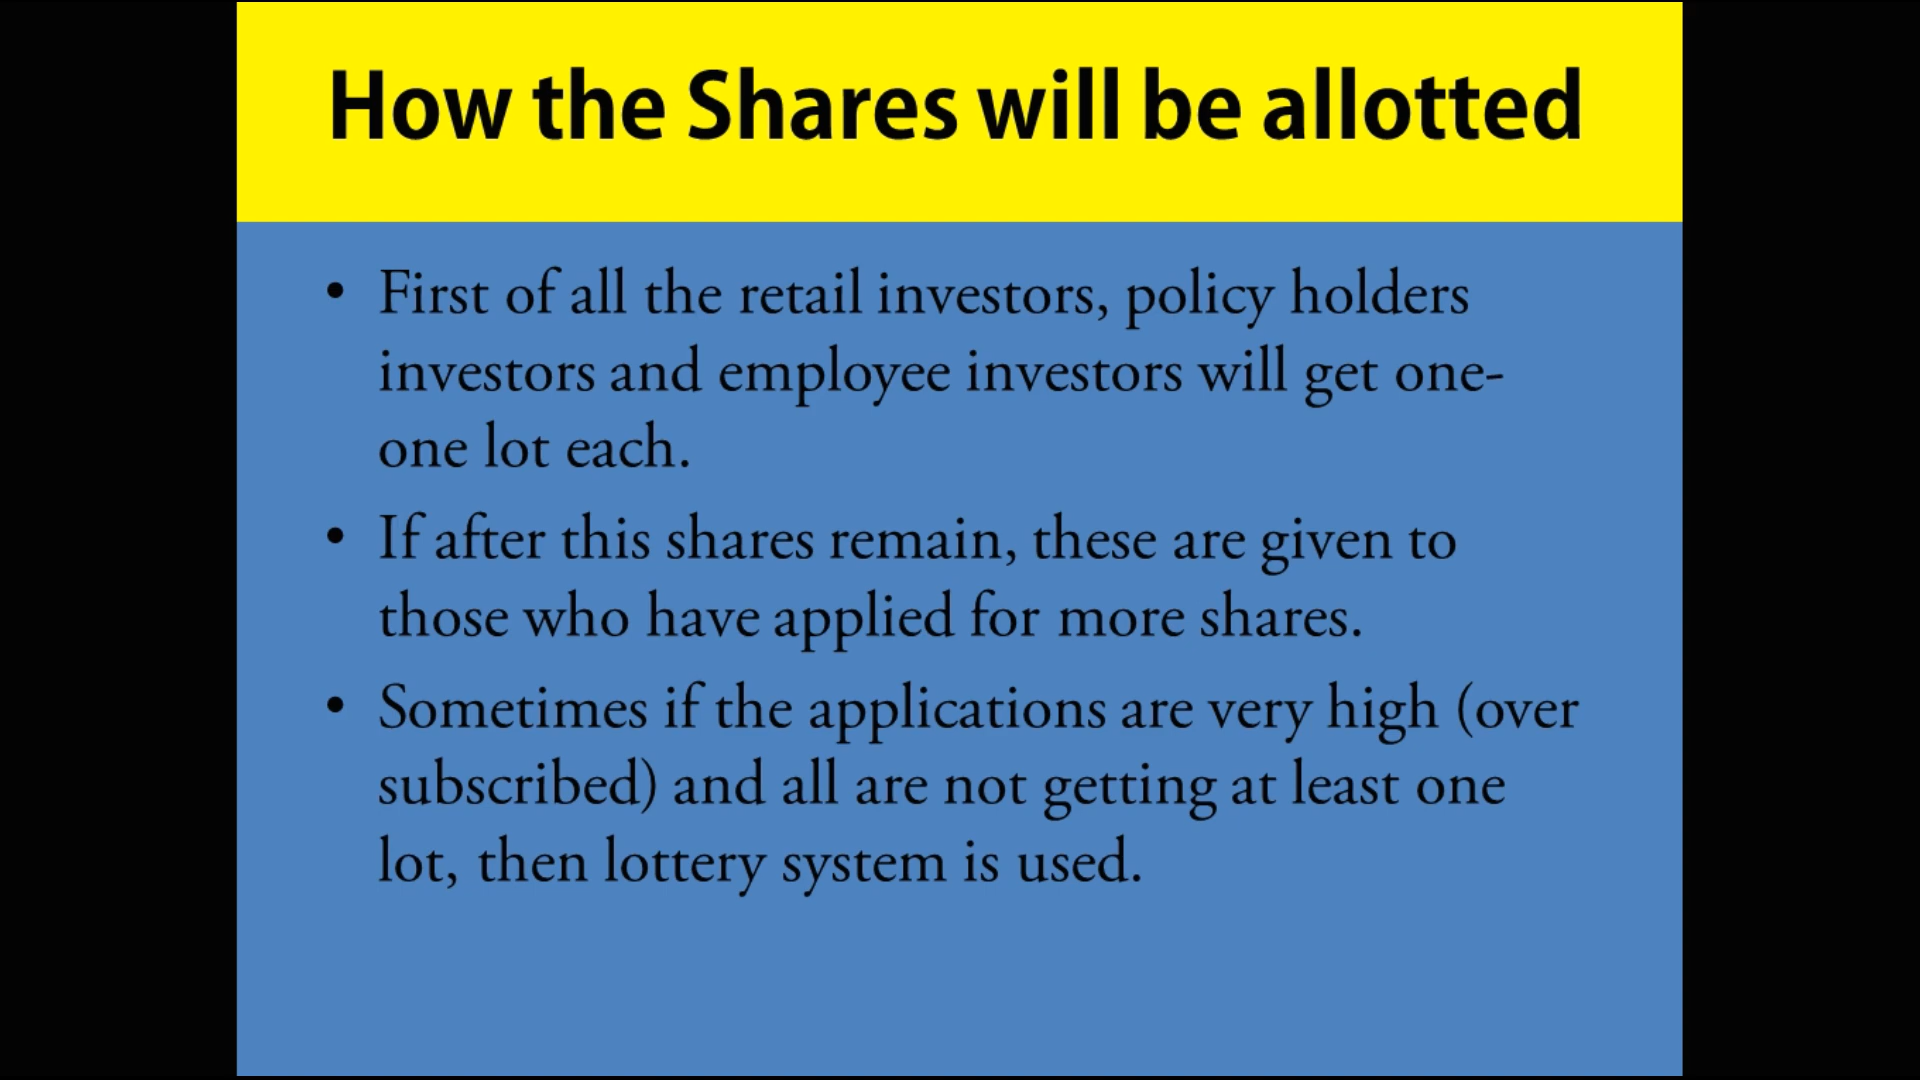 How the Shares will be allotted
• First of all the retail investors, policy holders
investors and employee investors will get one-
one lot each.
• If after this shares remain, these are given to
those who have applied for more shares.
• Sometimes if the applications are very high (over
subscribed) and all are not getting at least one
lot, then lottery system is used.